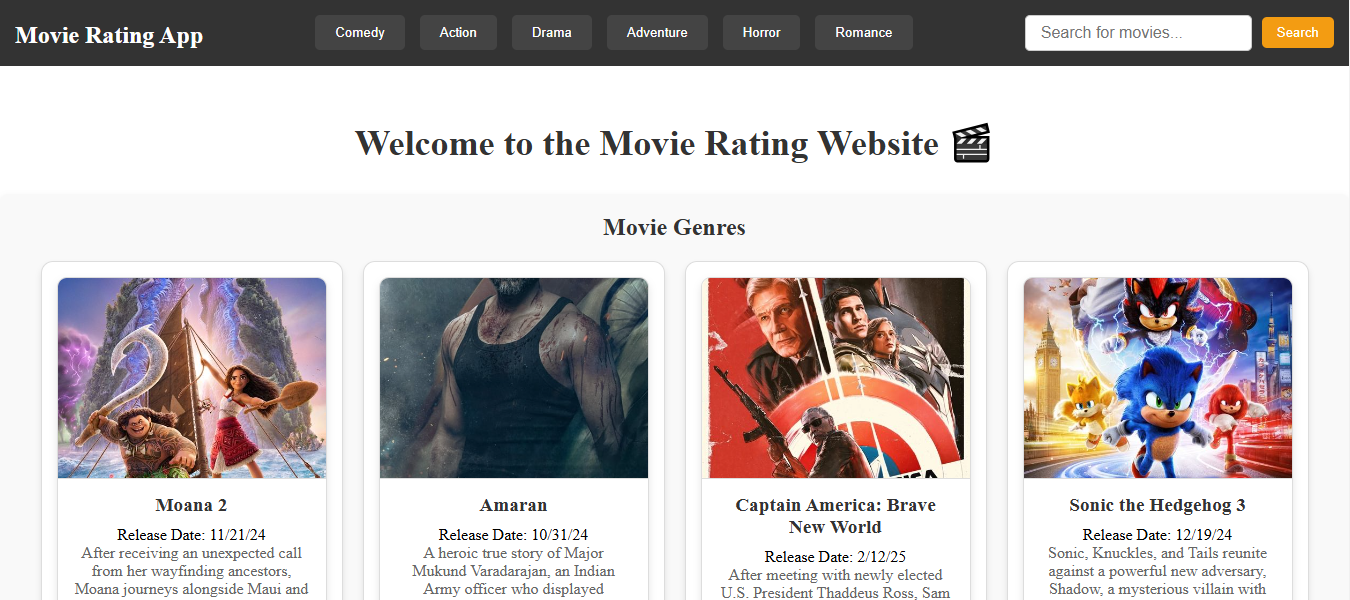 Movie Rating App
Comedy
Action
Drama
Adventure
Horror
Romance
Search for movies...
Search
Welcome to the Movie Rating Website 🎬
Movie Genres
Moana 2
Release Date: 11/21/24
After receiving an unexpected call
from her wayfinding ancestors,
Moana journeys alongside Maui and
Amaran
Release Date: 10/31/24
A heroic true story of Major
Mukund Varadarajan, an Indian
Army officer who displayed
Captain America: Brave
New World
Release Date: 2/12/25
After meeting with newly elected
U.S. President Thaddeus Ross, Sam
Sonic the Hedgehog 3
Release Date: 12/19/24
Sonic, Knuckles, and Tails reunite
against a powerful new adversary,
Shadow, a mysterious villain with